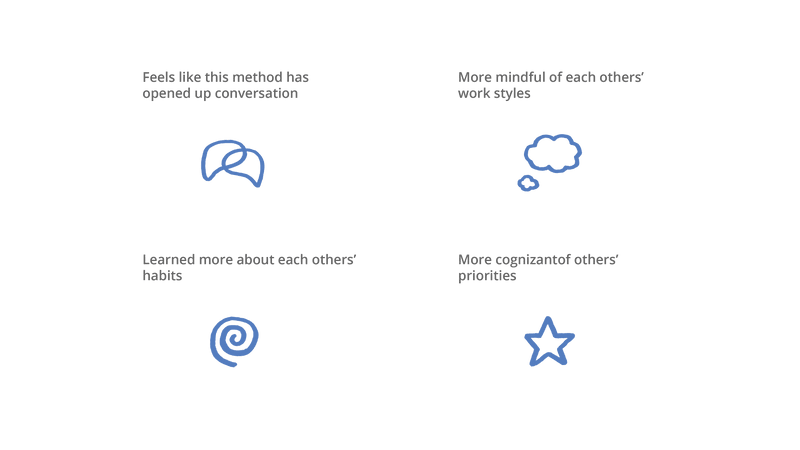 Feels like this method has
opened up conversation
More mindful of each others’
work styles
Learned more about each others’
habits
More cognizantof others’
priorities